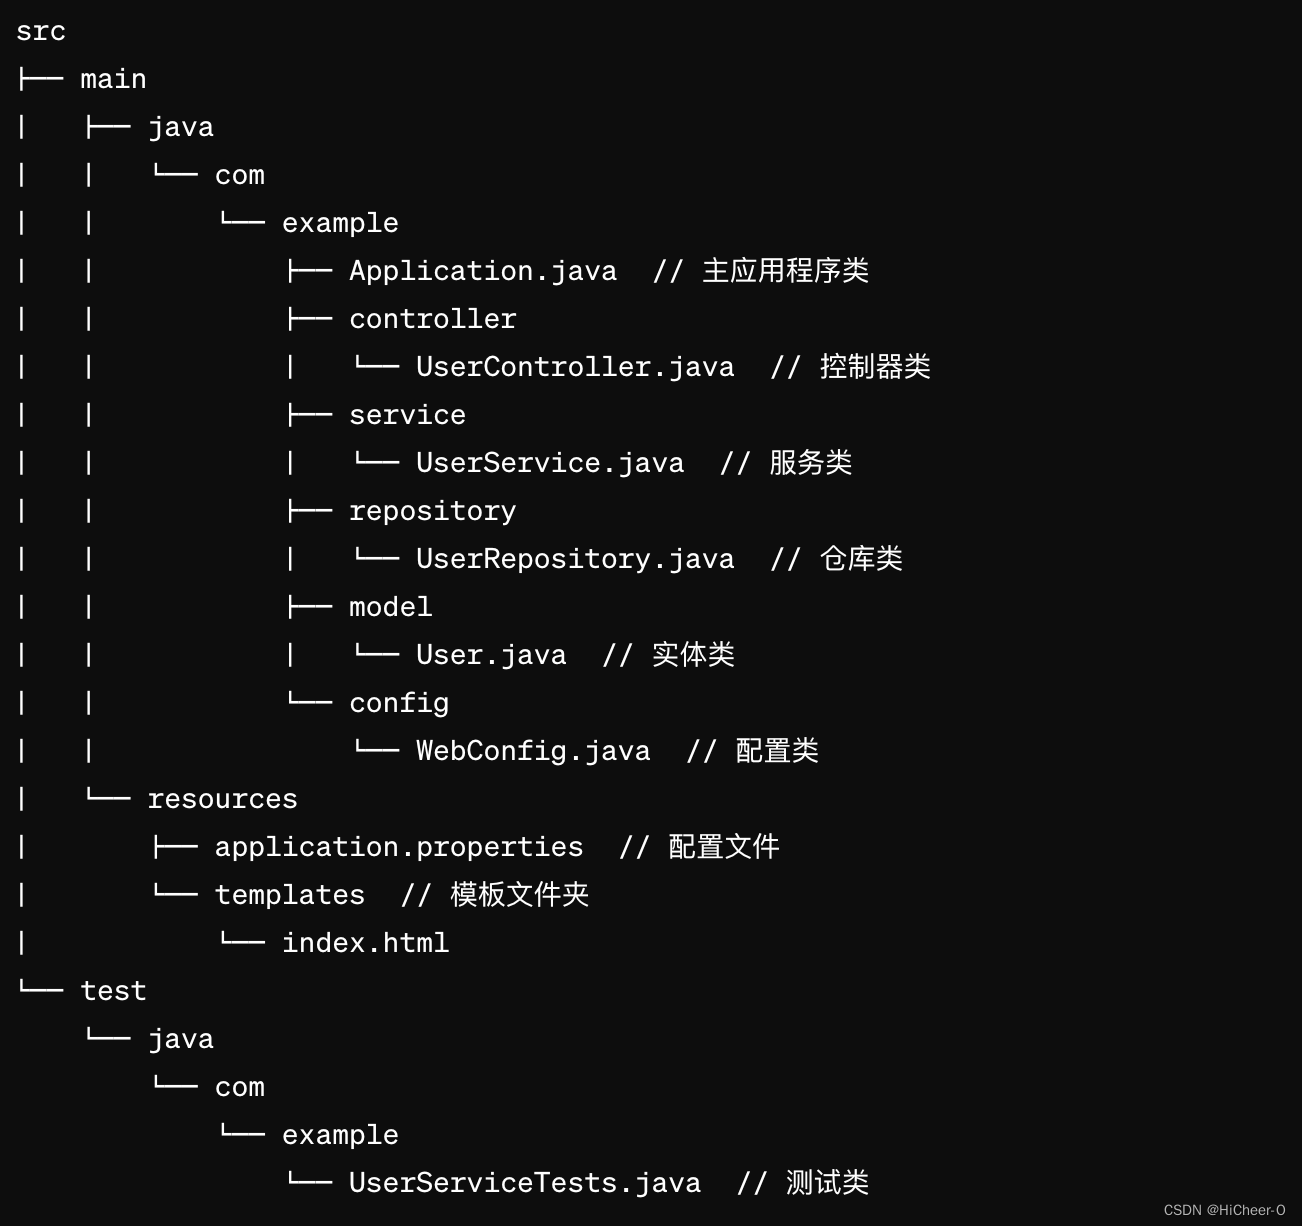 src
├── main
│   ├── java
│   │   └── com
│   │       └── example
│   │           ├── Application.java  // 主应用程序类
│   │           ├── controller
│   │           │   └── UserController.java  // 控制器类
│   │           ├── service
│   │           │   └── UserService.java  // 服务类
│   │           ├── repository
│   │           │   └── UserRepository.java  // 仓库类
│   │           ├── model
│   │           │   └── User.java  // 实体类
│   │           └── config
│   │               └── WebConfig.java  // 配置类
│   └── resources
│       ├── application.properties  // 配置文件
│       └── templates  // 模板文件夹
│           └── index.html
└── test
    └── java
        └── com
            └── example
                └── UserServiceTests.java  // 测试类
CSDN @HiCheer-O